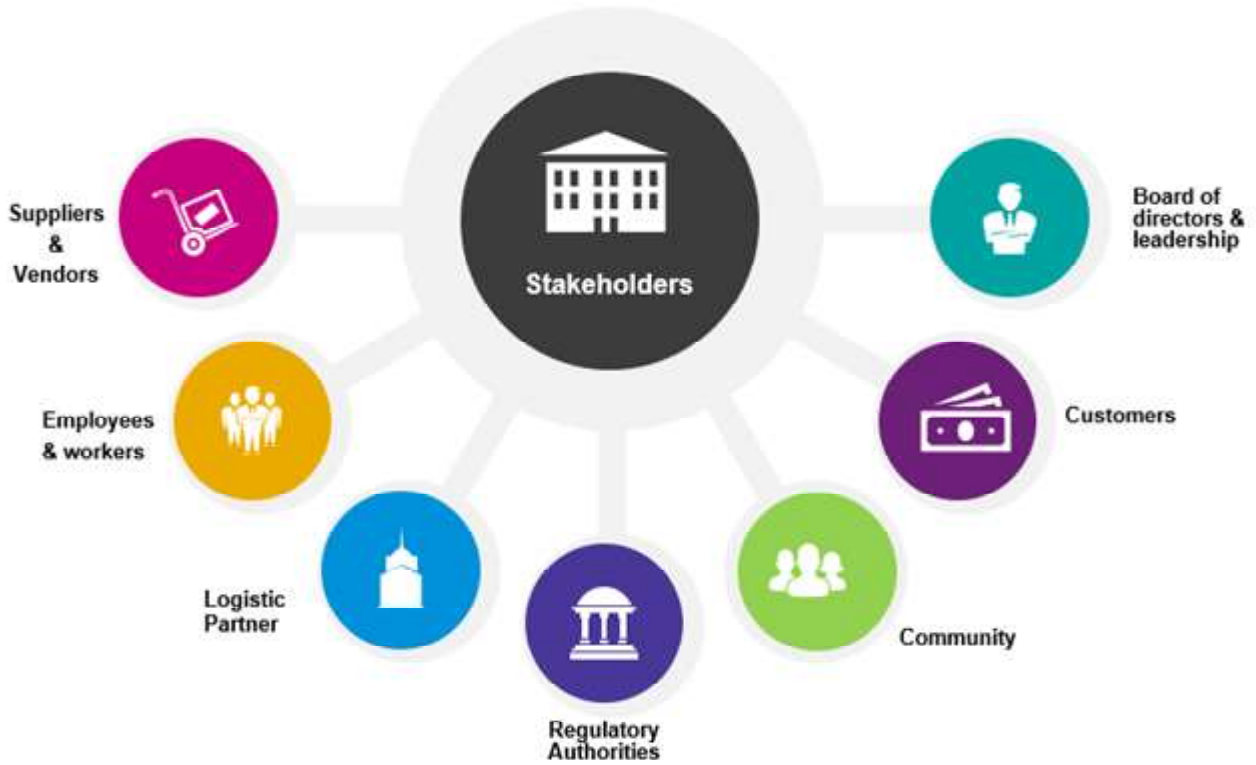 Stakeholders
Suppliers
&
Vendors
Employees
& workers
Logistic
Partner
Regulatory
Authorities
Community
Customers
Board of
directors &
leadership